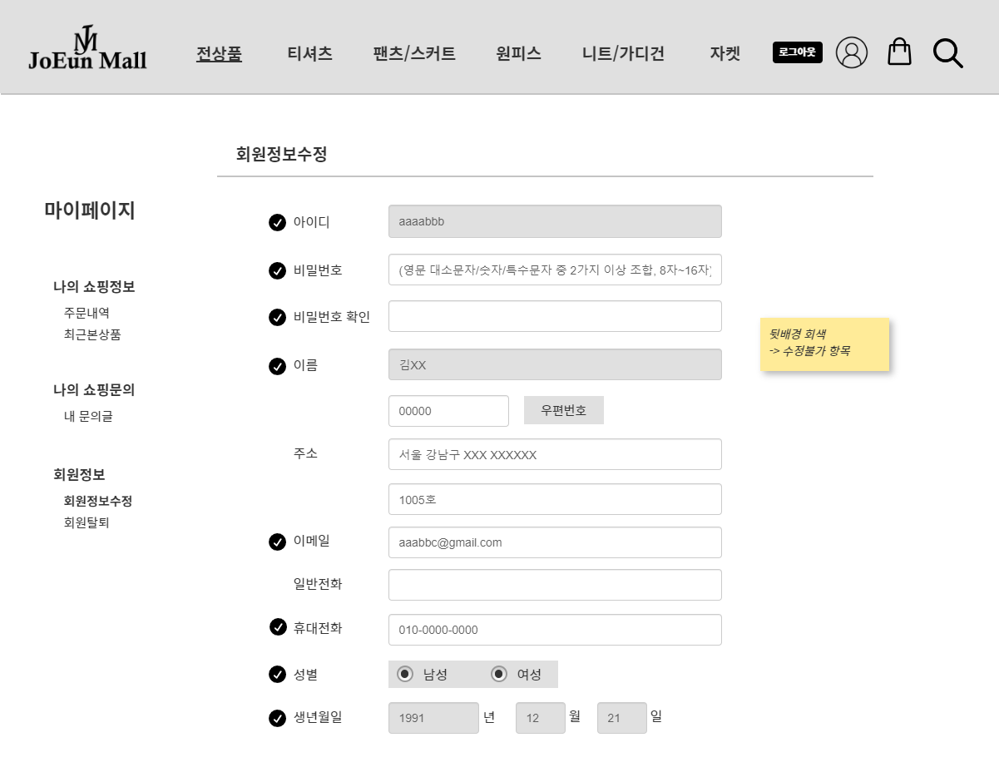 JM
JoEun Mall
전상품 티셔츠 팬츠/스커트 원피스 니트/가디건 자켓 로그아웃
회원정보수정
마이페이지
나의 쇼핑정보
주문내역
최근본상품
나의 쇼핑문의
내 문의글
회원정보
회원정보수정
회원탈퇴
아이디 aaaabbb
비밀번호 (영문 대소문자/숫자/특수문자 중 2가지 이상 조합, 8자~16자)
비밀번호 확인
이름 김XX
00000 우편번호
주소 서울 강남구 XXX XXXXXX
1005호
이메일 aaabbc@gmail.com
일반전화
휴대전화 010-0000-0000
성별 남성 여성
생년월일 1991 년 12 월 21 일
뒷배경 회색
-> 수정불가 항목